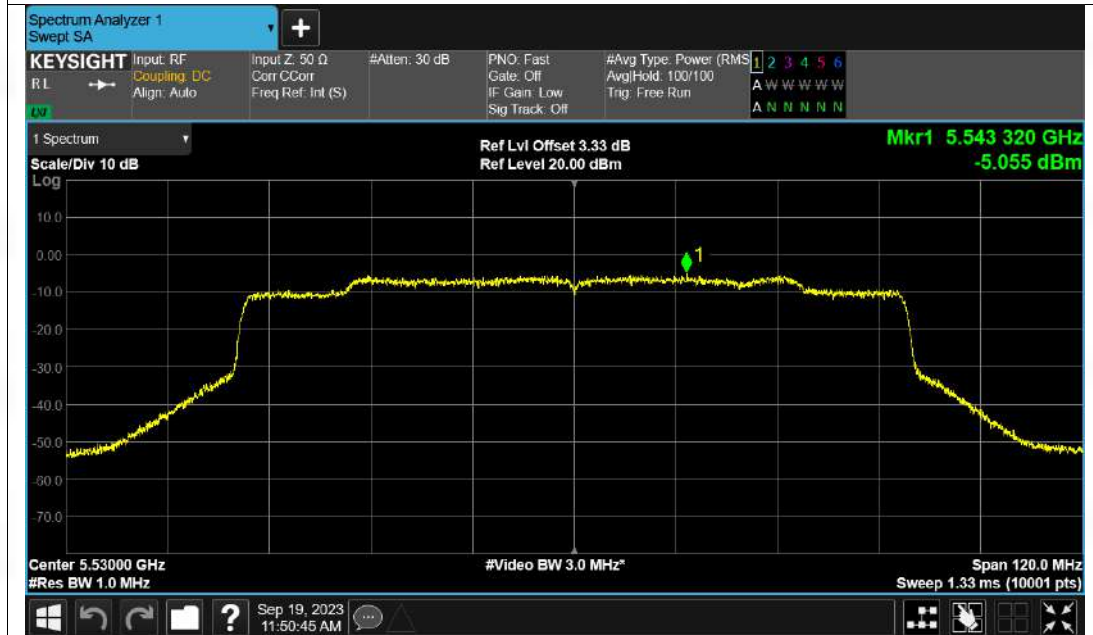 Spectrum Analyzer 1
Swept SA
+
KEYSIGHT
RL
LXI
Input: RF
Coupling: DC
Align: Auto
Input Z: 50 Ω
Corr CCorr
Freq Ref: Int (S)
#Atten: 30 dB
PNO: Fast
Gate: Off
IF Gain: Low
Sig Track: Off
#Avg Type: Power (RMS
Avg|Hold: 100/100
Trig: Free Run
1 2 3 4 5 6
A W W W W W
A N N N N N
1 Spectrum
Scale/Div 10 dB
Log
Ref Lvl Offset 3.33 dB
Ref Level 20.00 dBm
Mkr1 5.543 320 GHz
-5.055 dBm
10.0
0.00
-10.0
-20.0
-30.0
-40.0
-50.0
-60.0
-70.0
1
Center 5.53000 GHz
#Res BW 1.0 MHz
#Video BW 3.0 MHz*
Span 120.0 MHz
Sweep 1.33 ms (10001 pts)
?
Sep 19, 2023
11:50:45 AM